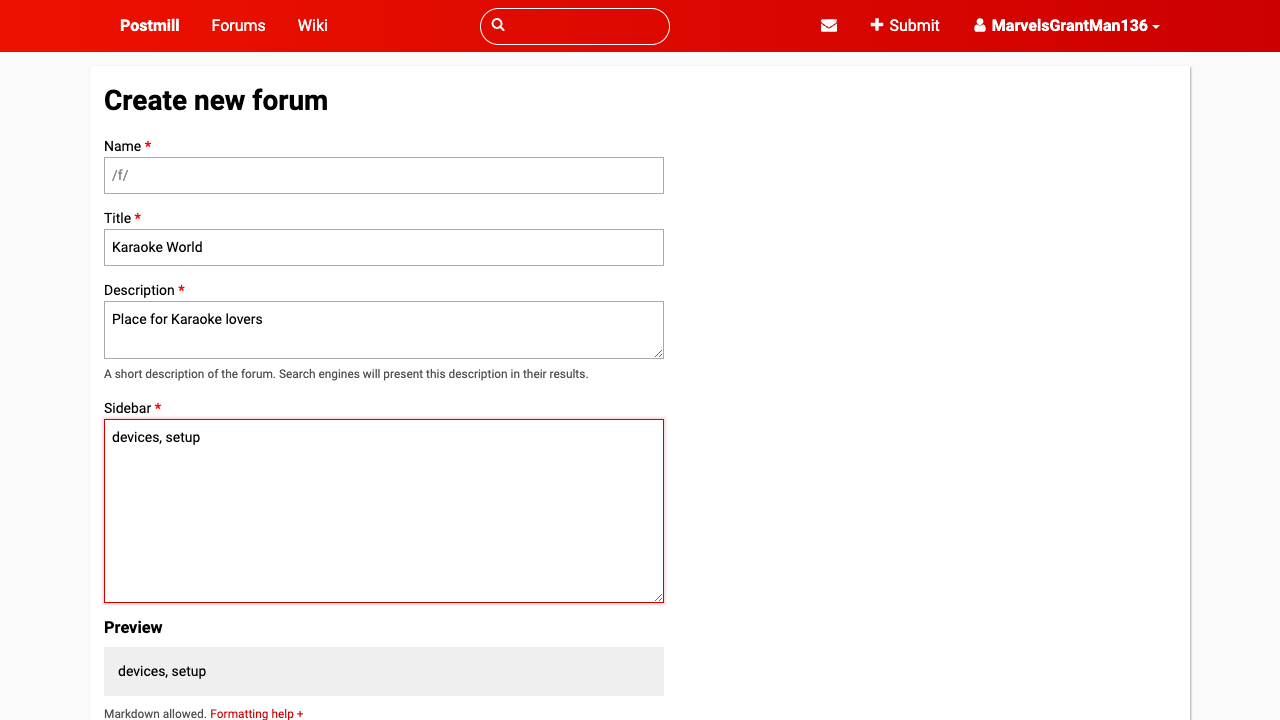 Postmill Forums Wiki Submit MarvelsGrantMan136
Create new forum
Name *
/f/
Title *
Karaoke World
Description *
Place for Karaoke lovers
A short description of the forum. Search engines will present this description in their results.
Sidebar *
devices, setup
Preview
devices, setup
Markdown allowed. Formatting help +